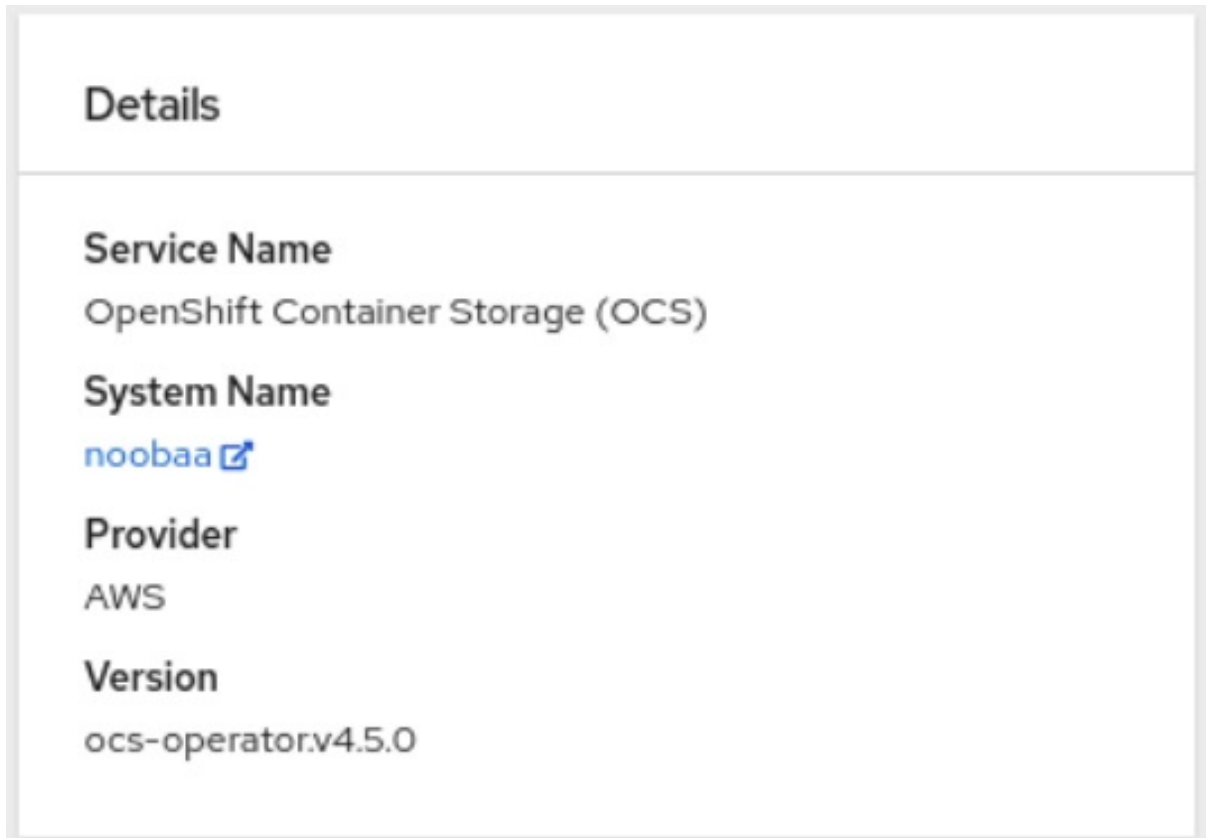 Details
Service Name
OpenShift Container Storage (OCS)
System Name
noobaa
Provider
AWS
Version
ocs-operator.v4.5.0